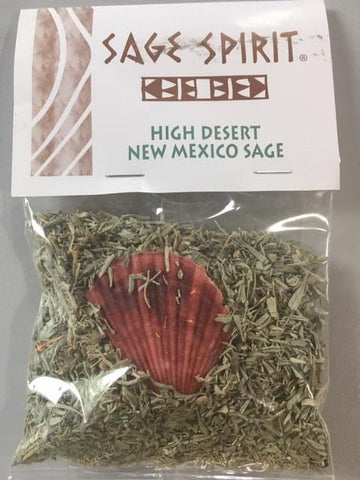 SAGE SPIRIT®
HIGH DESERT
NEW MEXICO SAGE